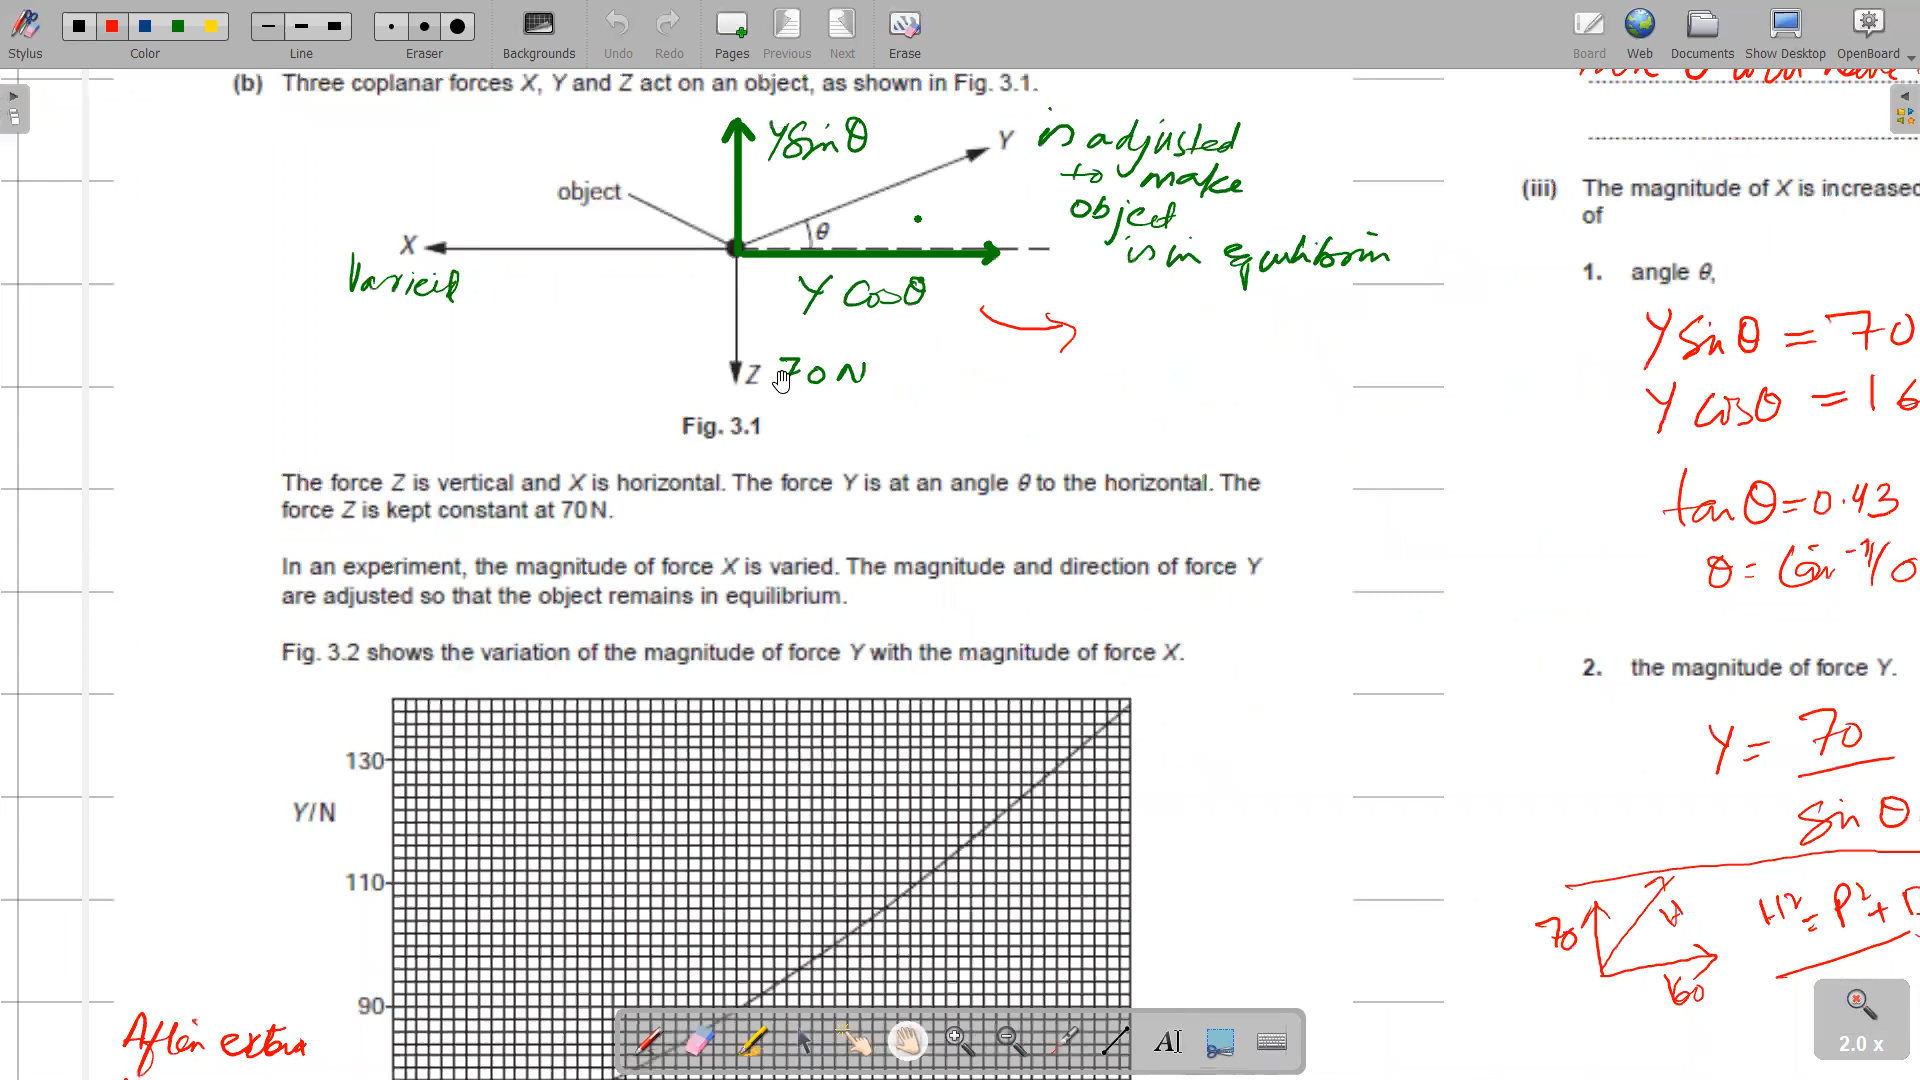 Stylus Color Line Eraser Backgrounds Undo Redo Pages Previous Next Erase Board Web Documents Show Desktop OpenBoard
(b) Three coplanar forces X, Y and Z act on an object, as shown in Fig. 3.1.
Y sin θ
Y
is adjusted
to make
object
is in equilibrium
object
θ
X
Y cos θ
Z
70 N
Fig. 3.1
The force Z is vertical and X is horizontal. The force Y is at an angle θ to the horizontal. The
force Z is kept constant at 70 N.
In an experiment, the magnitude of force X is varied. The magnitude and direction of force Y
are adjusted so that the object remains in equilibrium.
Fig. 3.2 shows the variation of the magnitude of force Y with the magnitude of force X.
130
Y/N
110
90
After extra
(iii) The magnitude of X is increased
of
1. angle θ,
Y sin θ = 70
Y cos θ = 16
tan θ = 0.43
2. the magnitude of force Y.
Y = 70
sin θ
70
160
H² = P² +
AI
2.0 x